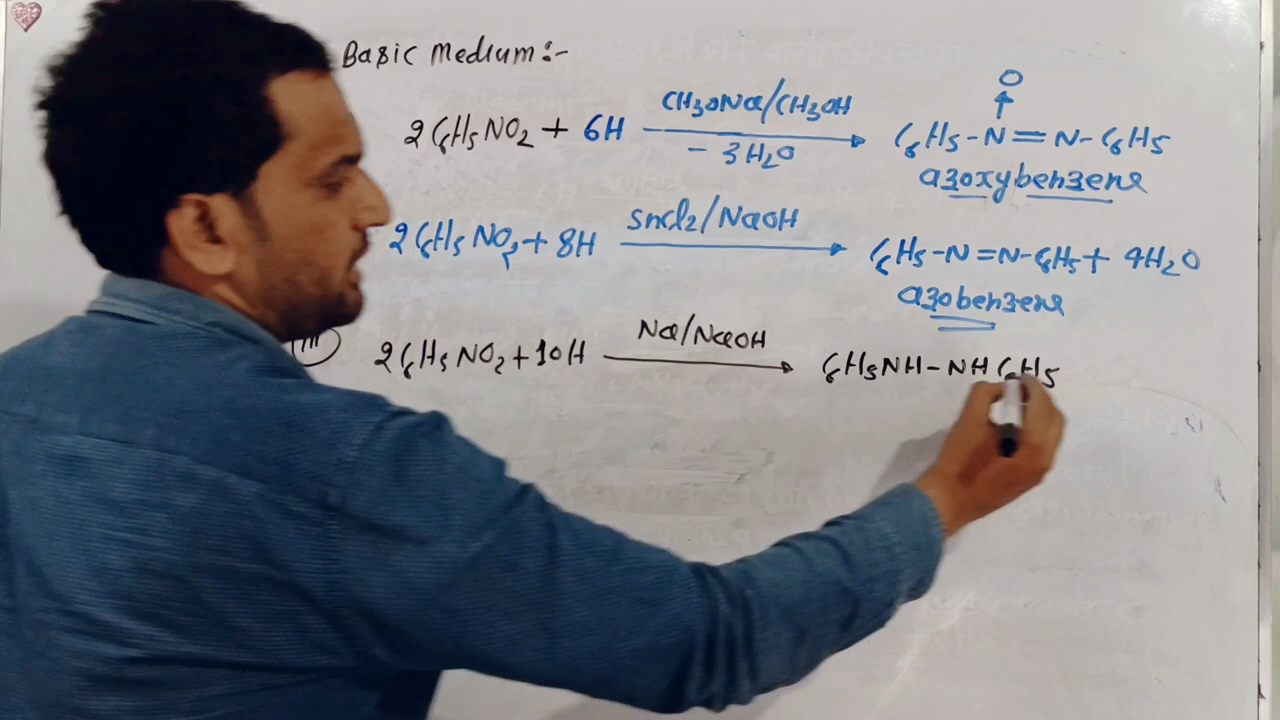 Basic Medium:-
2C6H5NO2 + 6H CH3ONa/CH3OH - 3H2O C6H5-N=N-C6H5 O
azoxybenzene
2C6H5NO2 + 8H SnCl2/NaOH C6H5-N=N-C6H5 + 4H2O
azobenzene
(III) 2C6H5NO2 + 10H Na/NaOH C6H5NH-NHC6H5